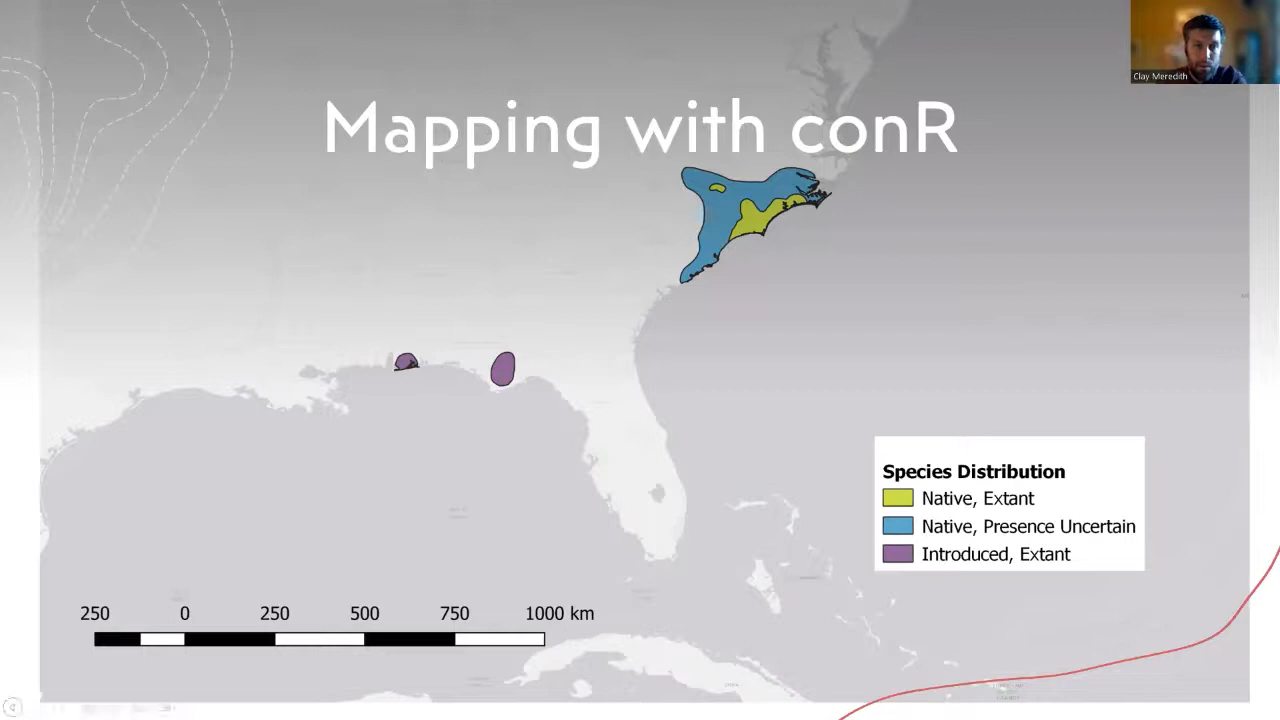 Clay Meredith
Mapping with conR
Species Distribution
Native, Extant
Native, Presence Uncertain
Introduced, Extant
250 0 250 500 750 1000 km